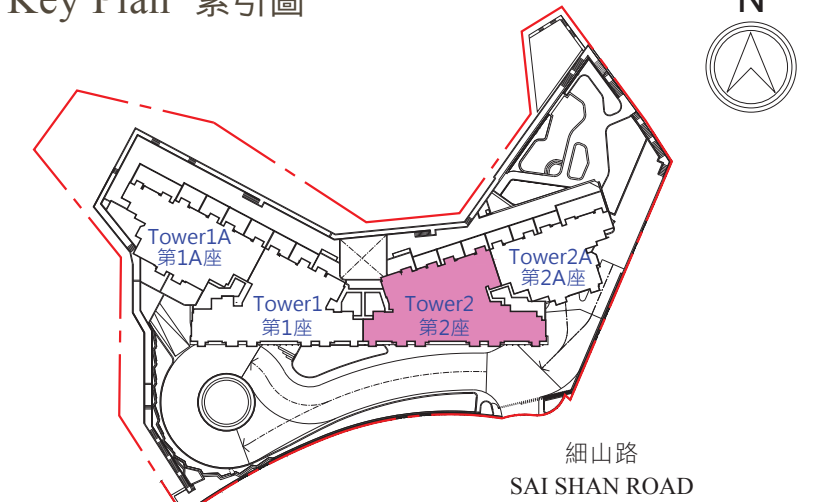 Key Plan 索引圖
N
Tower1A
第1A座
Tower2A
第2A座
Tower1
第1座
Tower2
第2座
細山路
SAI SHAN ROAD